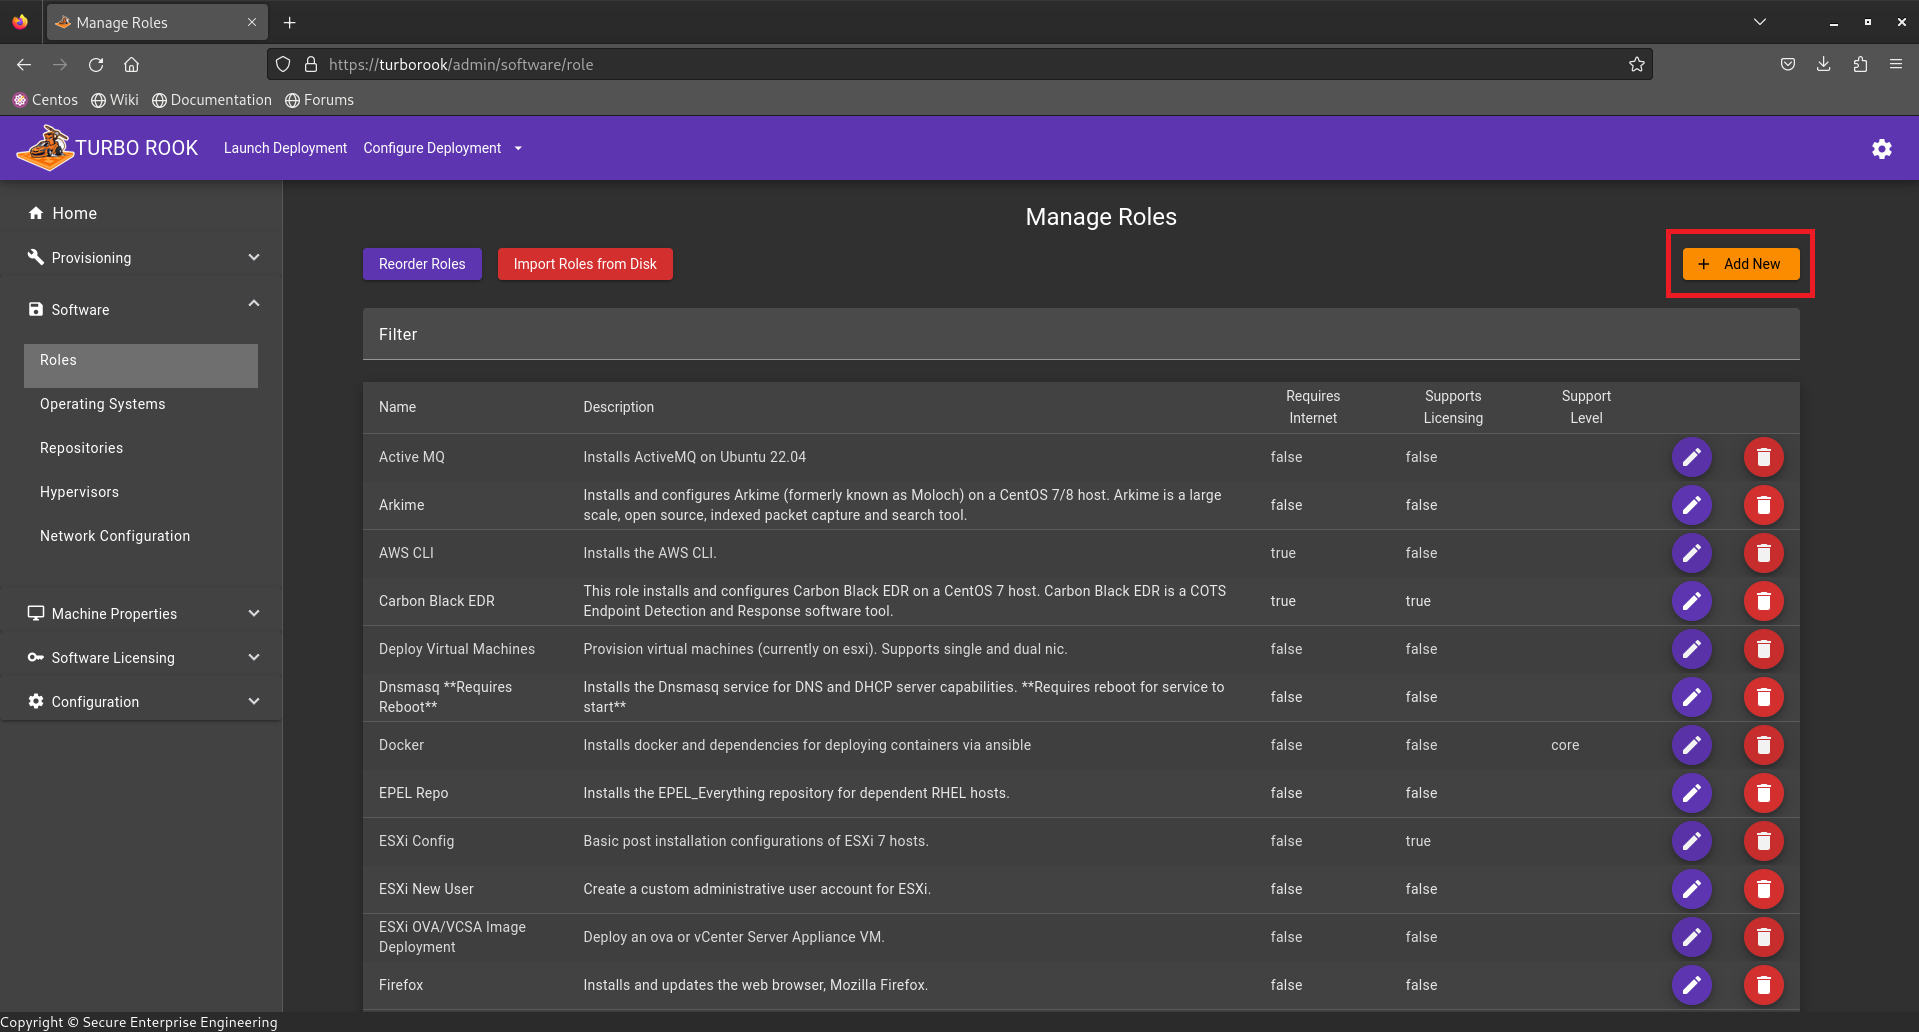 Manage Roles
https://turborook/admin/software/role
Centos Wiki Documentation Forums
TURBO ROOK Launch Deployment Configure Deployment
Home
Provisioning
Software
Roles
Operating Systems
Repositories
Hypervisors
Network Configuration
Machine Properties
Software Licensing
Configuration
Manage Roles
Reorder Roles Import Roles from Disk + Add New
Filter
Name Description Requires Internet Supports Licensing Support Level
Active MQ Installs ActiveMQ on Ubuntu 22.04 false false
Arkime Installs and configures Arkime (formerly known as Moloch) on a CentOS 7/8 host. Arkime is a large
scale, open source, indexed packet capture and search tool. false false
AWS CLI Installs the AWS CLI. true false
Carbon Black EDR This role installs and configures Carbon Black EDR on a CentOS 7 host. Carbon Black EDR is a COTS
Endpoint Detection and Response software tool. true true
Deploy Virtual Machines Provision virtual machines (currently on esxi). Supports single and dual nic. false false
Dnsmasq **Requires
Reboot** Installs the Dnsmasq service for DNS and DHCP server capabilities. **Requires reboot for service to
start** false false
Docker Installs docker and dependencies for deploying containers via ansible false false core
EPEL Repo Installs the EPEL_Everything repository for dependent RHEL hosts. false false
ESXi Config Basic post installation configurations of ESXi 7 hosts. false true
ESXi New User Create a custom administrative user account for ESXi. false false
ESXi OVA/VCSA Image
Deployment Deploy an ova or vCenter Server Appliance VM. false false
Firefox Installs and updates the web browser, Mozilla Firefox. false false
Copyright © Secure Enterprise Engineering